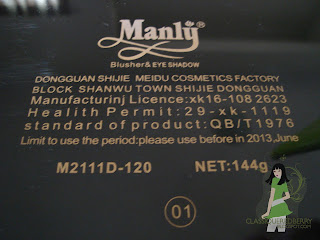 Manly®
Blusher & EYE SHADOW
DONGGUAN SHIJIE MEIDU COSMETICS FACTORY
BLOCK SHANWU TOWN SHIJIE DONGGUAN
Manufacturinj Licence:xk16-108 2623
Health Permit:29-xk-1119
standard of product:QB/T1976
Limit to use the period:please use before in 2013,June
M2111D-120 NET:144g
01